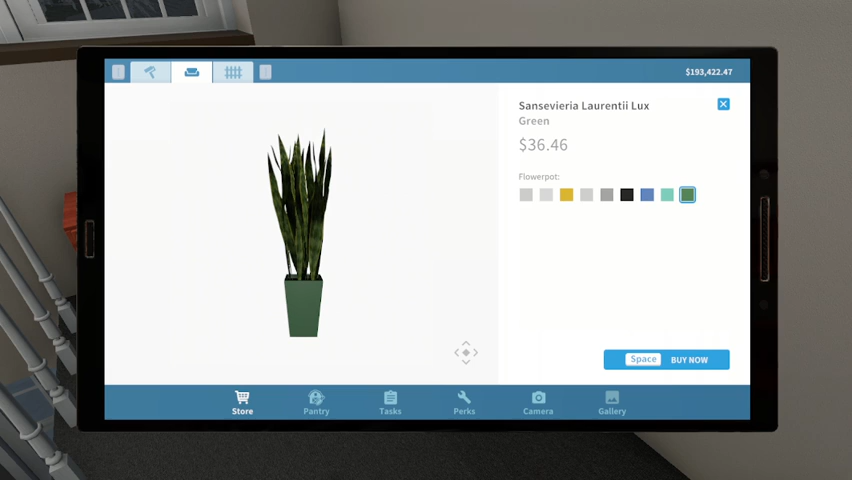 $193,422.47
Sansevieria Laurentii Lux
Green
$36.46
Flowerpot:
Space BUY NOW
Store Pantry Tasks Perks Camera Gallery